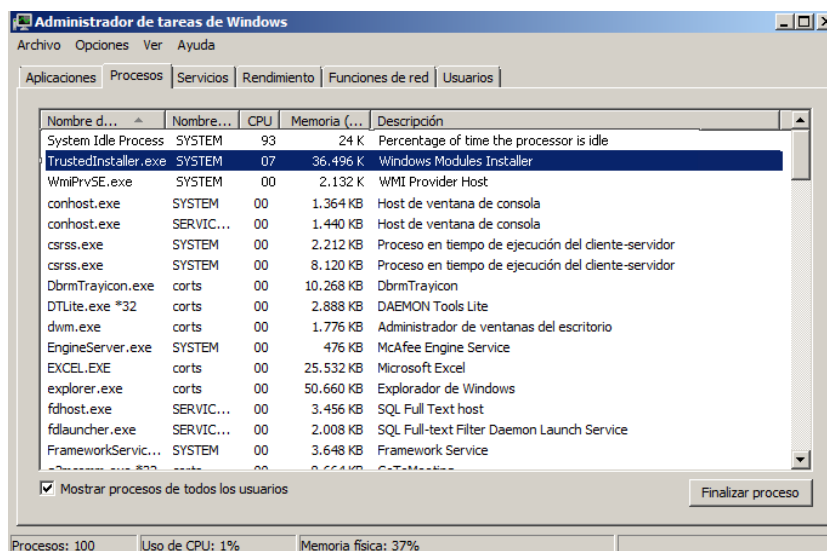 Administrador de tareas de Windows
Archivo Opciones Ver Ayuda
Aplicaciones Procesos Servicios Rendimiento Funciones de red Usuarios
Nombre d... Nombre... CPU Memoria (... Descripción
System Idle Process SYSTEM 93 24 K Percentage of time the processor is idle
TrustedInstaller.exe SYSTEM 07 36.496 K Windows Modules Installer
WmiPrvSE.exe SYSTEM 00 2.132 K WMI Provider Host
conhost.exe SYSTEM 00 1.364 KB Host de ventana de consola
conhost.exe SERVIC... 00 1.440 KB Host de ventana de consola
csrss.exe SYSTEM 00 2.212 KB Proceso en tiempo de ejecución del cliente-servidor
csrss.exe SYSTEM 00 8.120 KB Proceso en tiempo de ejecución del cliente-servidor
DbrmTrayicon.exe corts 00 10.268 KB DbrmTrayicon
DTLite.exe *32 corts 00 2.888 KB DAEMON Tools Lite
dwm.exe corts 00 1.776 KB Administrador de ventanas del escritorio
EngineServer.exe SYSTEM 00 476 KB McAfee Engine Service
EXCEL.EXE corts 00 25.532 KB Microsoft Excel
explorer.exe corts 00 50.660 KB Explorador de Windows
fdhost.exe SERVIC... 00 3.456 KB SQL Full Text host
fdlauncher.exe SERVIC... 00 2.008 KB SQL Full-text Filter Daemon Launch Service
FrameworkServic... SYSTEM 00 3.648 KB Framework Service
corts 00 GoToMeeting
Mostrar procesos de todos los usuarios
Finalizar proceso
Procesos: 100 Uso de CPU: 1% Memoria física: 37%